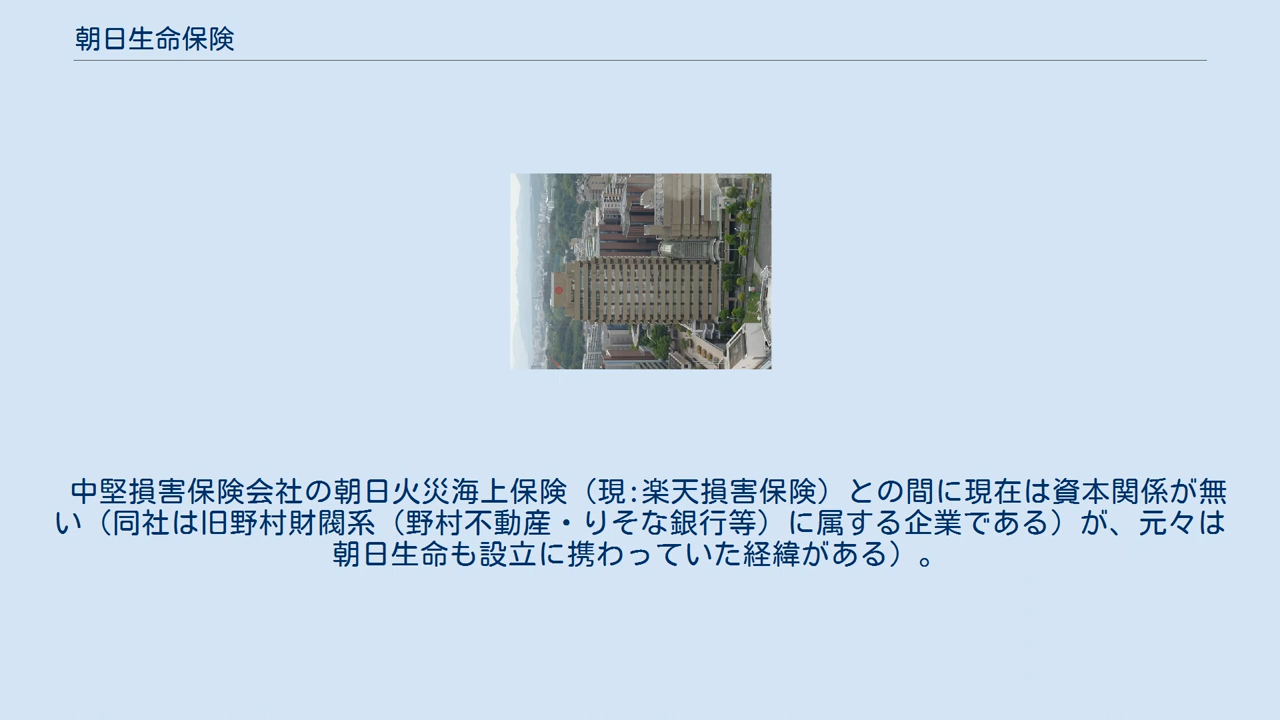 朝日生命保険
中堅損害保険会社の朝日火災海上保険（現:楽天損害保険）との間に現在は資本関係が無
い（同社は旧野村財閥系（野村不動産・りそな銀行等）に属する企業である）が、元々は
朝日生命も設立に携わっていた経緯がある）。